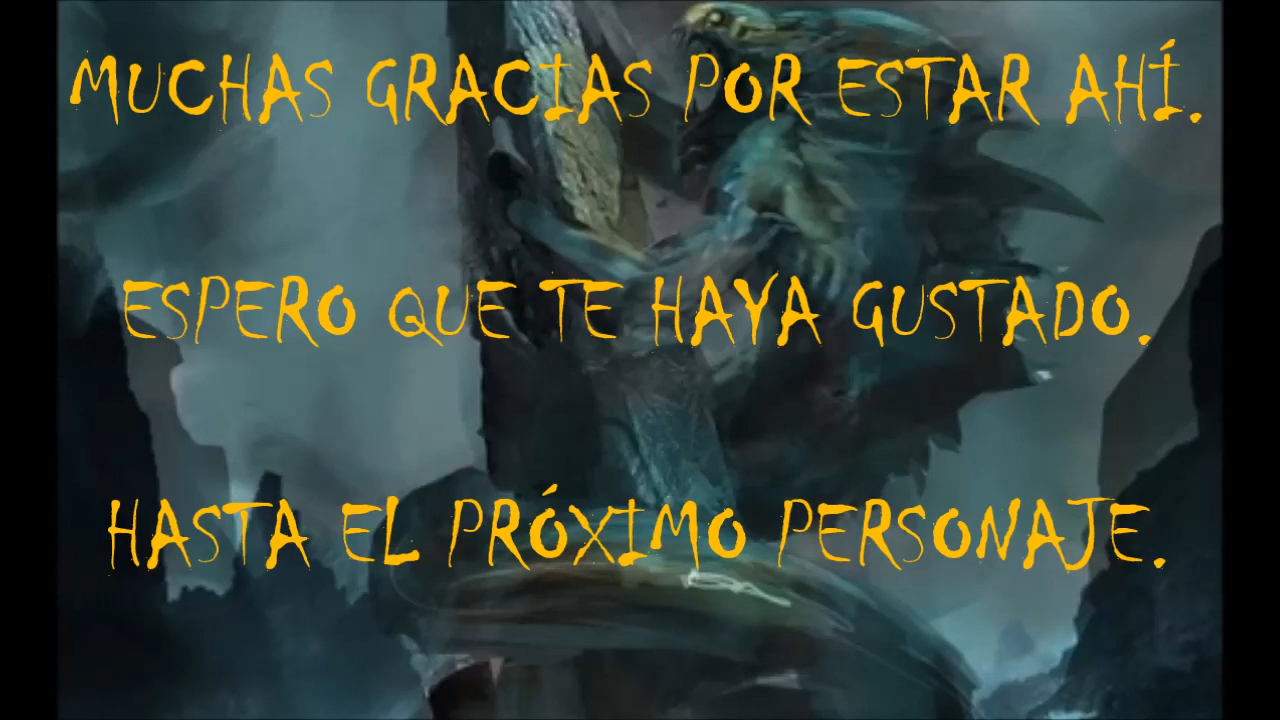 MUCHAS GRACIAS POR ESTAR AHÍ.
ESPERO QUE TE HAYA GUSTADO.
HASTA EL PRÓXIMO PERSONAJE.